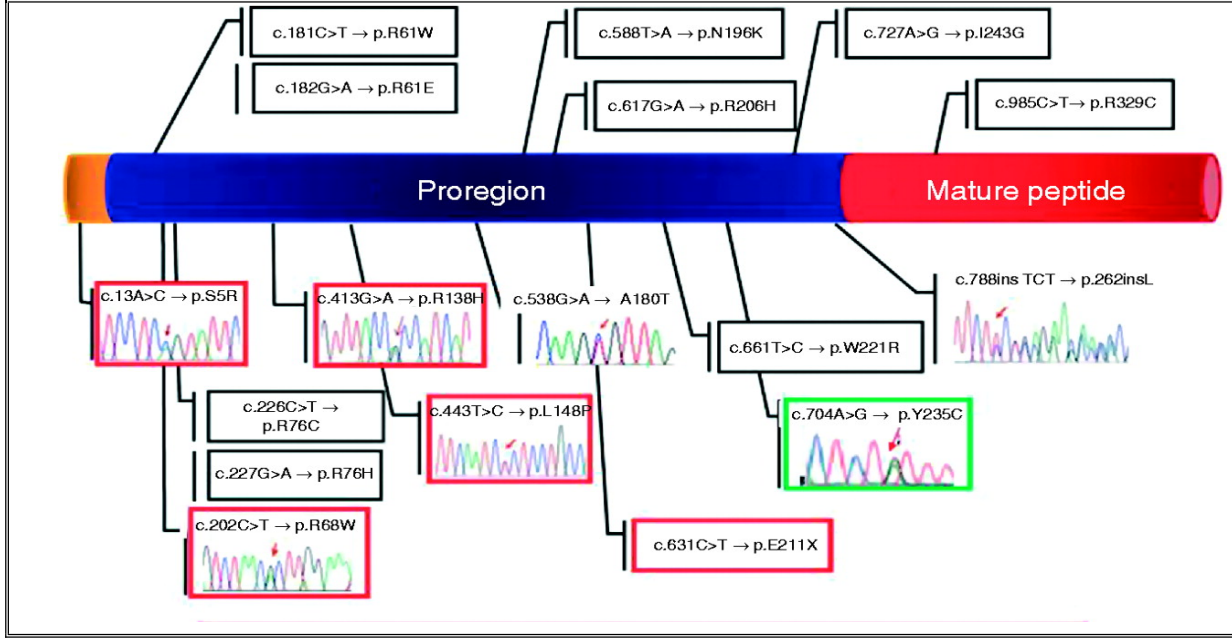 c.181C>T → p.R61W
c.182G>A → p.R61E
c.588T>A → p.N196K
c.617G>A → p.R206H
c.727A>G → p.I243G
c.985C>T → p.R329C
Proregion
Mature peptide
c.13A>C → p.S5R
c.413G>A → p.R138H
c.538G>A → A180T
c.788ins TCT → p.262insL
c.661T>C → p.W221R
c.226C>T →
p.R76C
c.443T>C → p.L148P
c.704A>G → p.Y235C
c.227G>A → p.R76H
c.202C>T → p.R68W
c.631C>T → p.E211X